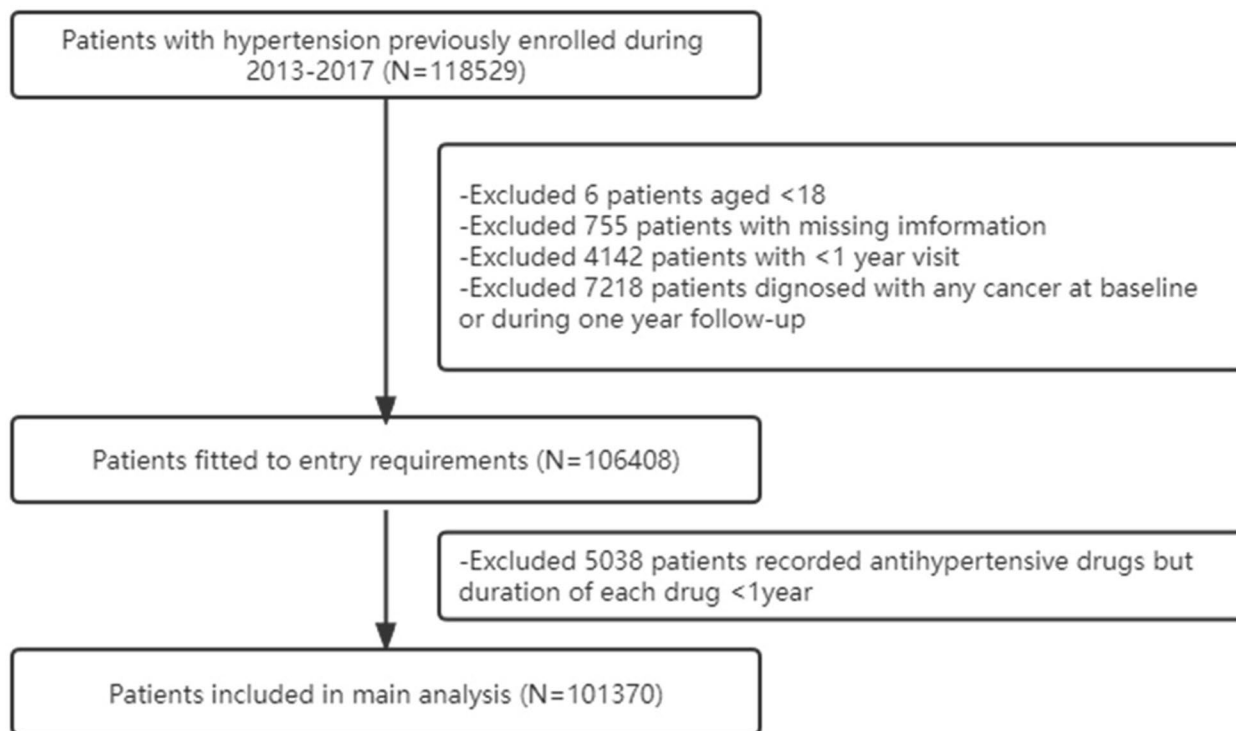 Patients with hypertension previously enrolled during
2013-2017 (N=118529)
-Excluded 6 patients aged <18
-Excluded 755 patients with missing imformation
-Excluded 4142 patients with <1 year visit
-Excluded 7218 patients dignosed with any cancer at baseline
or during one year follow-up
Patients fitted to entry requirements (N=106408)
-Excluded 5038 patients recorded antihypertensive drugs but
duration of each drug <1year
Patients included in main analysis (N=101370)